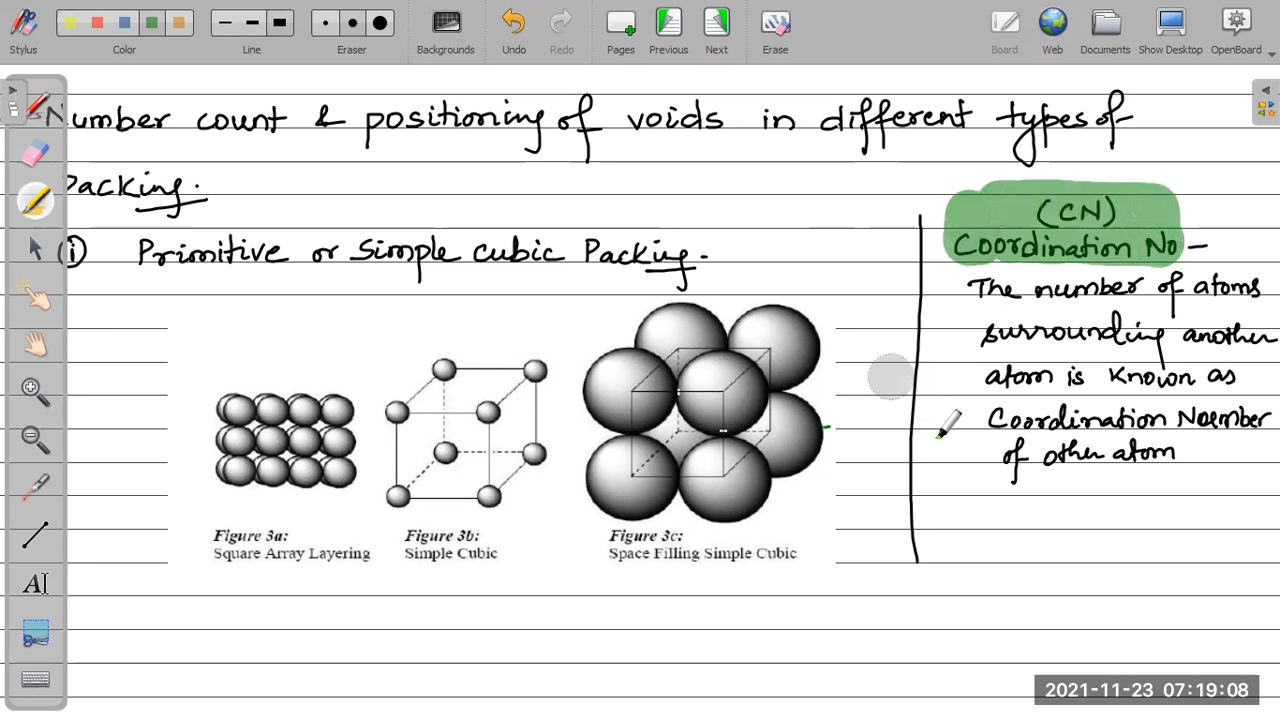 Stylus
Color
Line
Eraser
Backgrounds
Undo
Redo
Pages
Previous
Next
Erase
Board
Web
Documents
Show Desktop
OpenBoard
Number count & positioning of voids in different types of
Packing.
(i) Primitive or Simple cubic Packing.
(CN)
Coordination No -
The number of atoms
surrounding another
atom is known as
Coordination Number
of other atom
Figure 3a:
Square Array Layering
Figure 3b:
Simple Cubic
Figure 3c:
Space Filling Simple Cubic
AI
2021-11-23 07:19:08